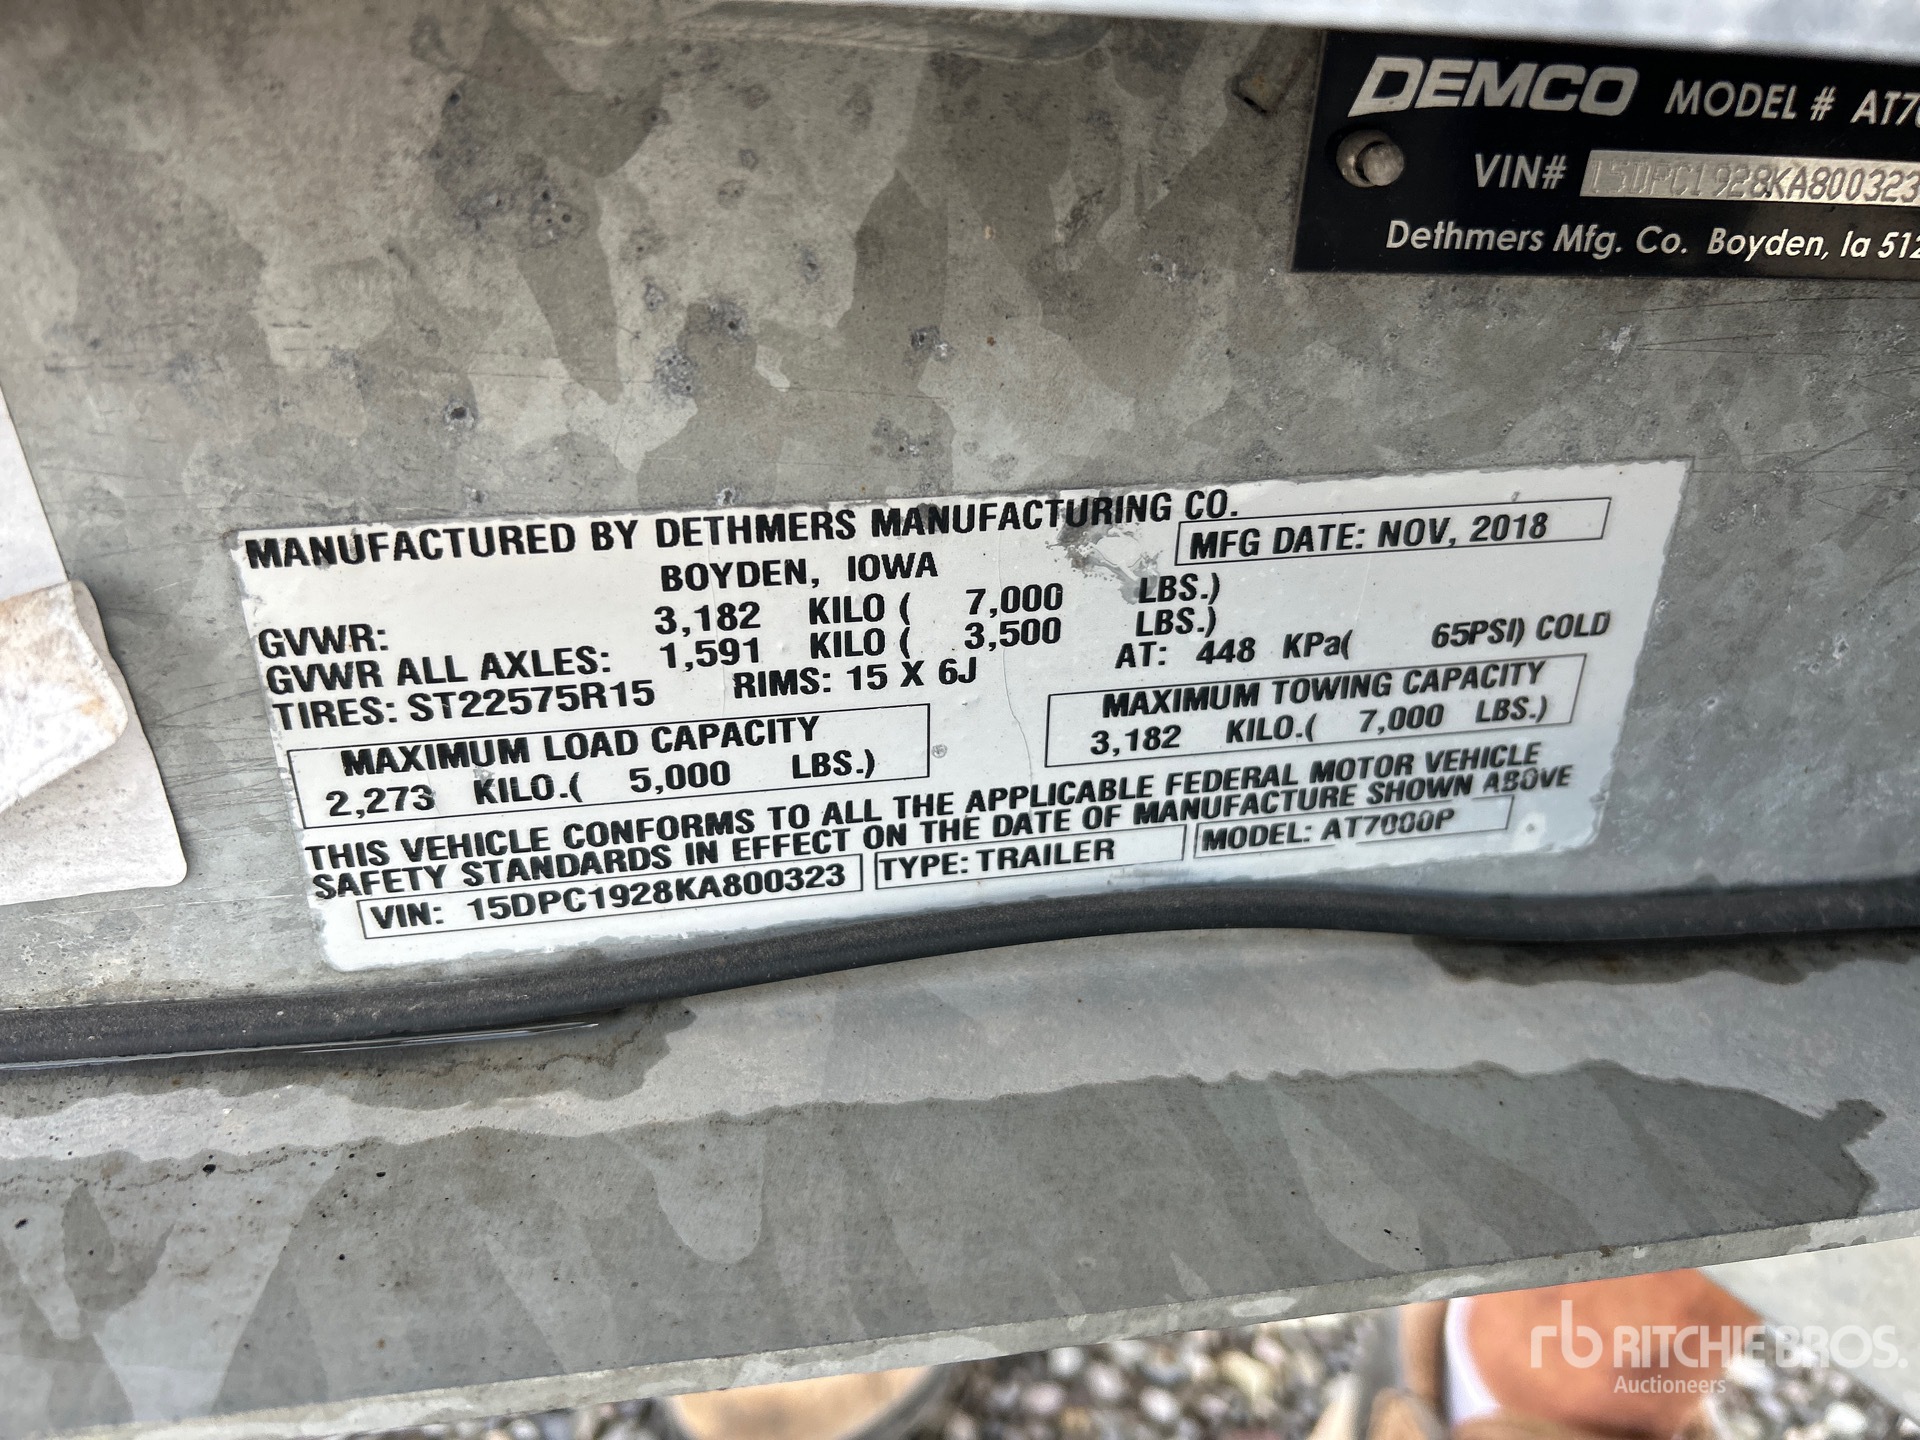 DEMCO MODEL # AT70
VIN# 15DPC1928KA800323
Dethmers Mfg. Co. Boyden, Ia 512
MANUFACTURED BY DETHMERS MANUFACTURING CO.
BOYDEN, IOWA
MFG DATE: NOV, 2018
GVWR: 3,182 KILO ( 7,000 LBS.)
GVWR ALL AXLES: 1,591 KILO ( 3,500 LBS.)
TIRES: ST22575R15 RIMS: 15 X 6J AT: 448 KPa( 65PSI) COLD
MAXIMUM LOAD CAPACITY
2,273 KILO.( 5,000 LBS.)
MAXIMUM TOWING CAPACITY
3,182 KILO.( 7,000 LBS.)
THIS VEHICLE CONFORMS TO ALL THE APPLICABLE FEDERAL MOTOR VEHICLE
SAFETY STANDARDS IN EFFECT ON THE DATE OF MANUFACTURE SHOWN ABOVE
VIN: 15DPC1928KA800323 TYPE: TRAILER MODEL: AT7000P
rb RITCHIE BROS.
Auctioneers